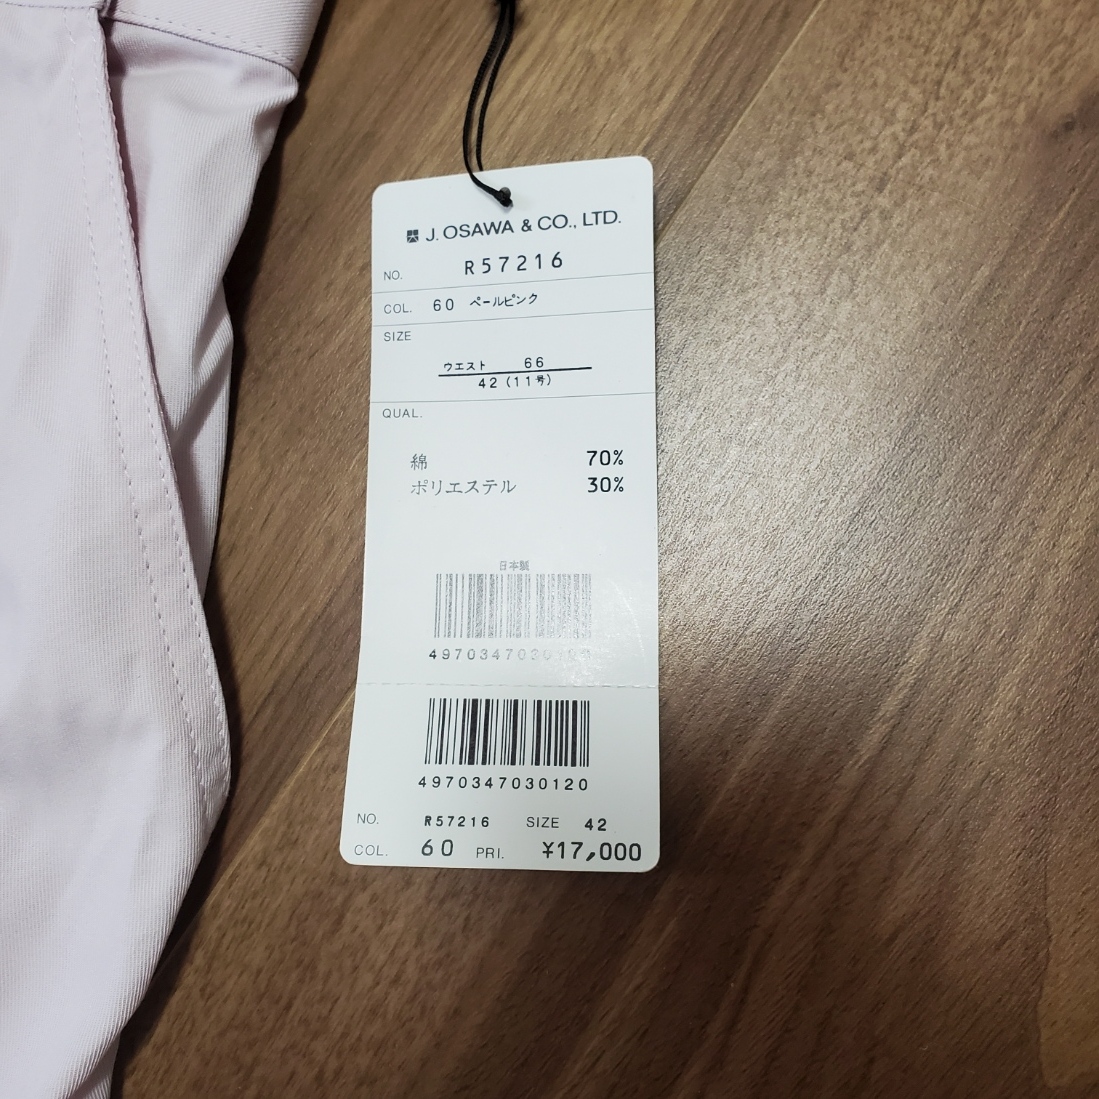 J. OSAWA & CO., LTD.
NO. R57216
COL. 60 ペールピンク
SIZE
ウエスト 66
42 (11号)
QUAL.
綿 70%
ポリエステル 30%
日本製
4970347030120
4970347030120
NO. R57216 SIZE 42
COL. 60 PRI. ¥17,000